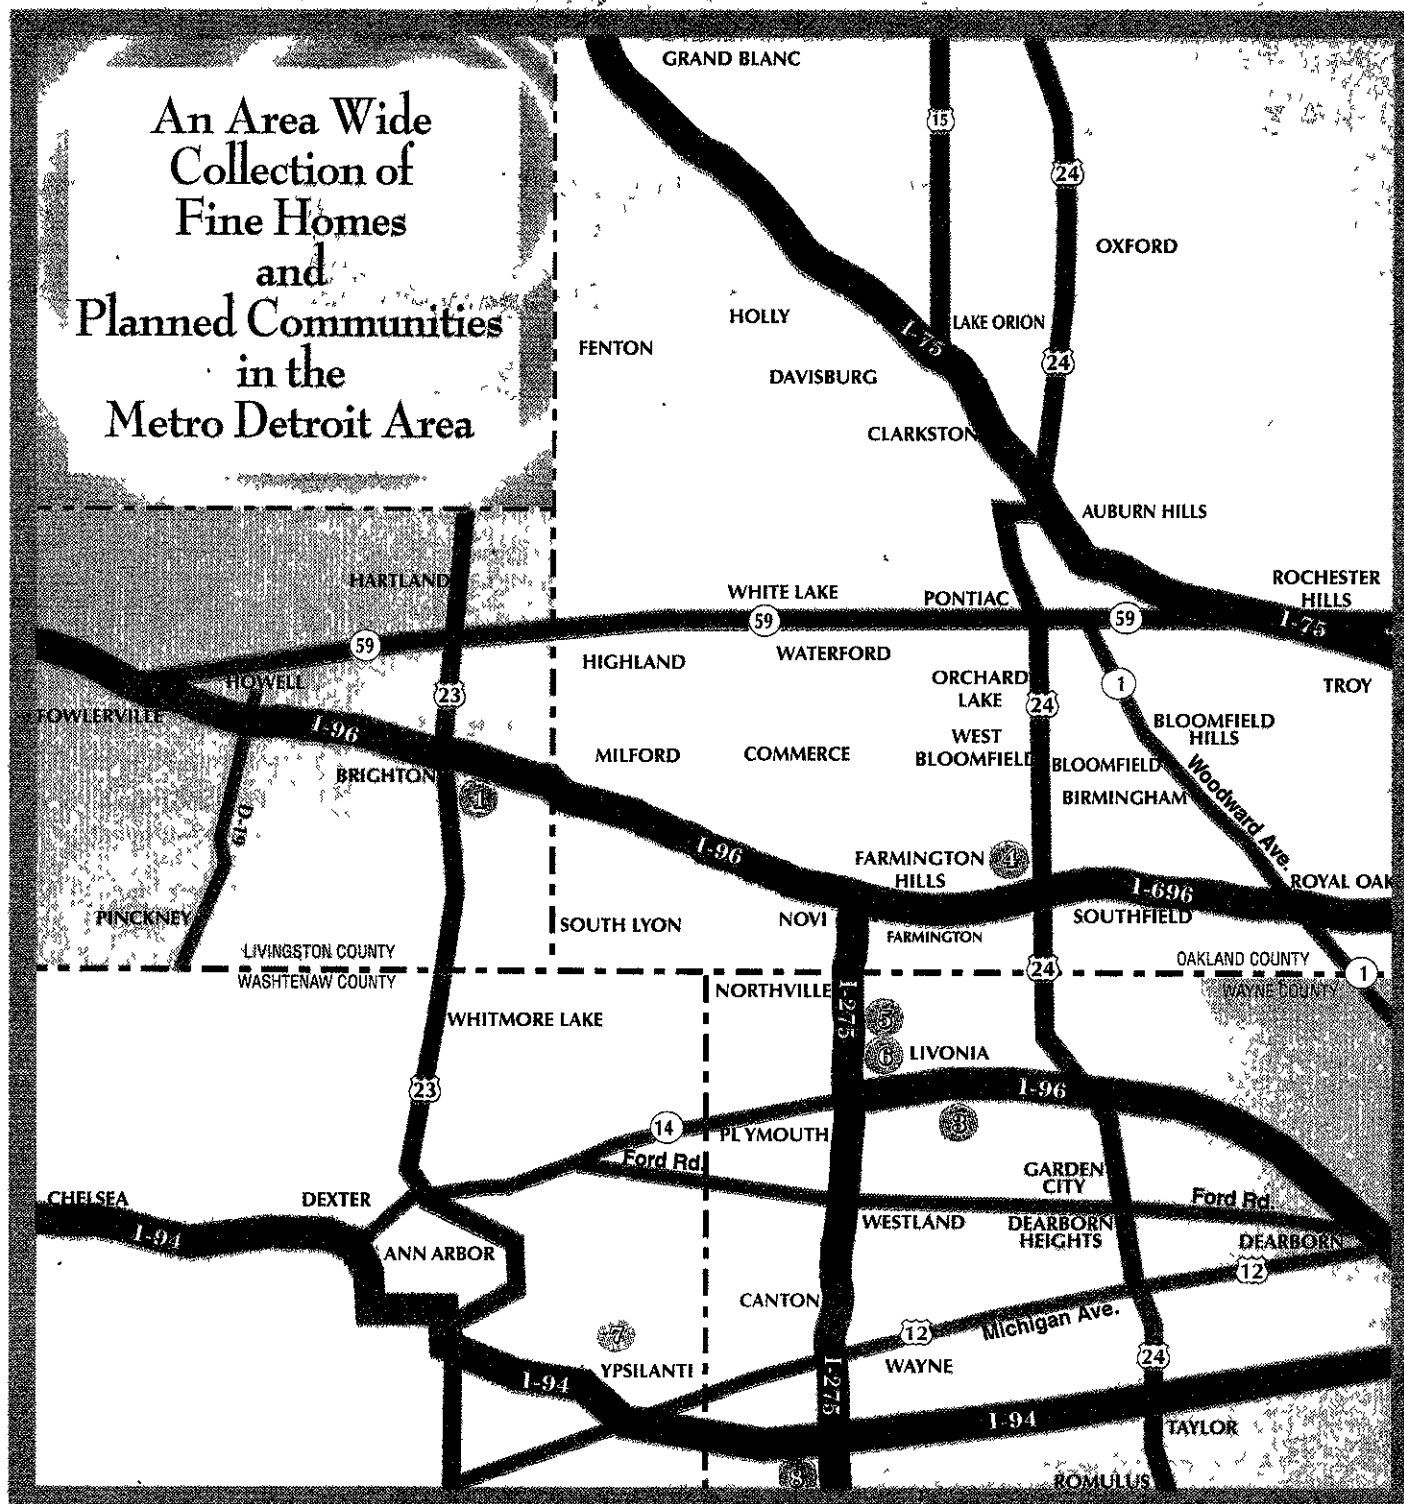 An Area Wide
Collection of
Fine Homes
and
Planned Communities
in the
Metro Detroit Area
GRAND BLANC
15
24
OXFORD
HOLLY
I-75
LAKE ORION
FENTON
24
DAVISBURG
CLARKSTON
AUBURN HILLS
HARTLAND
WHITE LAKE
PONTIAC
ROCHESTER
HILLS
59
59
59
I-75
HIGHLAND
WATERFORD
HOWELL
23
ORCHARD
LAKE
24
1
TROY
FOWLERVILLE
I-96
BLOOMFIELD
HILLS
MILFORD
COMMERCE
WEST
BLOOMFIELD
BLOOMFIELD
BRIGHTON
1
BIRMINGHAM
Woodward Ave.
D-19
I-96
FARMINGTON
HILLS
4
I-696
ROYAL OAK
PINCKNEY
SOUTH LYON
NOVI
FARMINGTON
SOUTHFIELD
LIVINGSTON COUNTY
WASHTENAW COUNTY
24
OAKLAND COUNTY
WAYNE COUNTY
1
NORTHVILLE
I-275
5
WHITMORE LAKE
6
LIVONIA
23
I-96
14
PLYMOUTH
3
Ford Rd.
GARDEN
CITY
CHELSEA
DEXTER
Ford Rd.
I-94
WESTLAND
DEARBORN
HEIGHTS
DEARBORN
ANN ARBOR
12
CANTON
7
12
Michigan Ave.
YPSILANTI
WAYNE
24
I-94
I-275
I-94
TAYLOR
8
ROMULUS